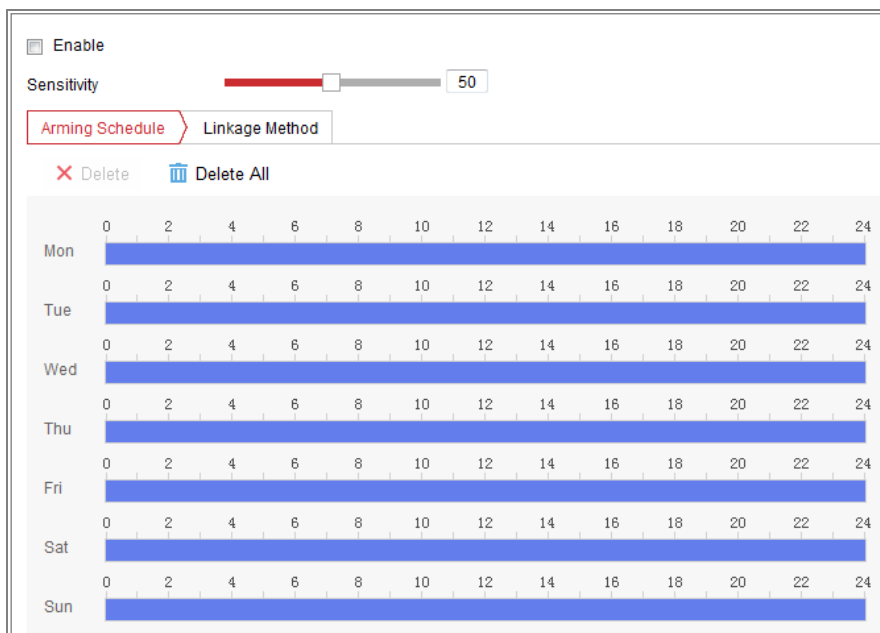 Enable
Sensitivity 50
Arming Schedule Linkage Method
Delete Delete All
0 2 4 6 8 10 12 14 16 18 20 22 24
Mon
0 2 4 6 8 10 12 14 16 18 20 22 24
Tue
0 2 4 6 8 10 12 14 16 18 20 22 24
Wed
0 2 4 6 8 10 12 14 16 18 20 22 24
Thu
0 2 4 6 8 10 12 14 16 18 20 22 24
Fri
0 2 4 6 8 10 12 14 16 18 20 22 24
Sat
0 2 4 6 8 10 12 14 16 18 20 22 24
Sun